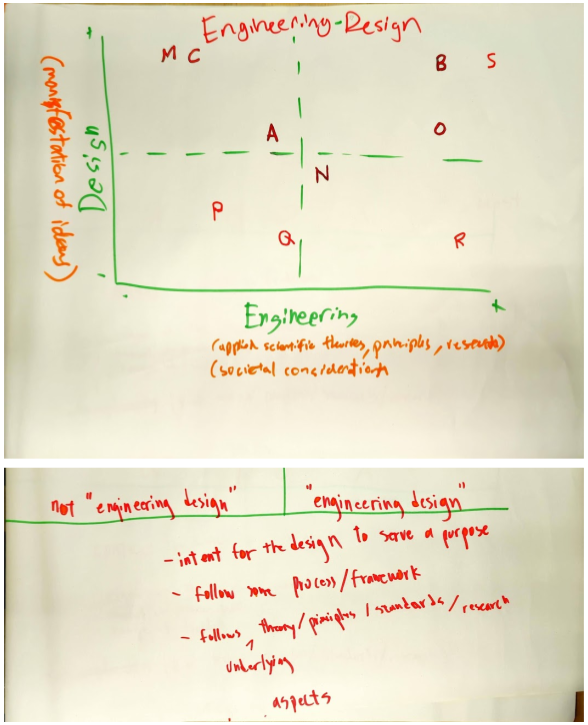 Engineering-Design
+
M C
B S
A
O
N
P
Q
R
Design
(manifestation of ideas)
-
-
+
Engineering
(applied scientific theories, principles, research)
(societal considerations
not "engineering design"
"engineering design"
- intent for the design to serve a purpose
- follow some process/framework
- follows theory/principles/standards/research
underlying
aspects